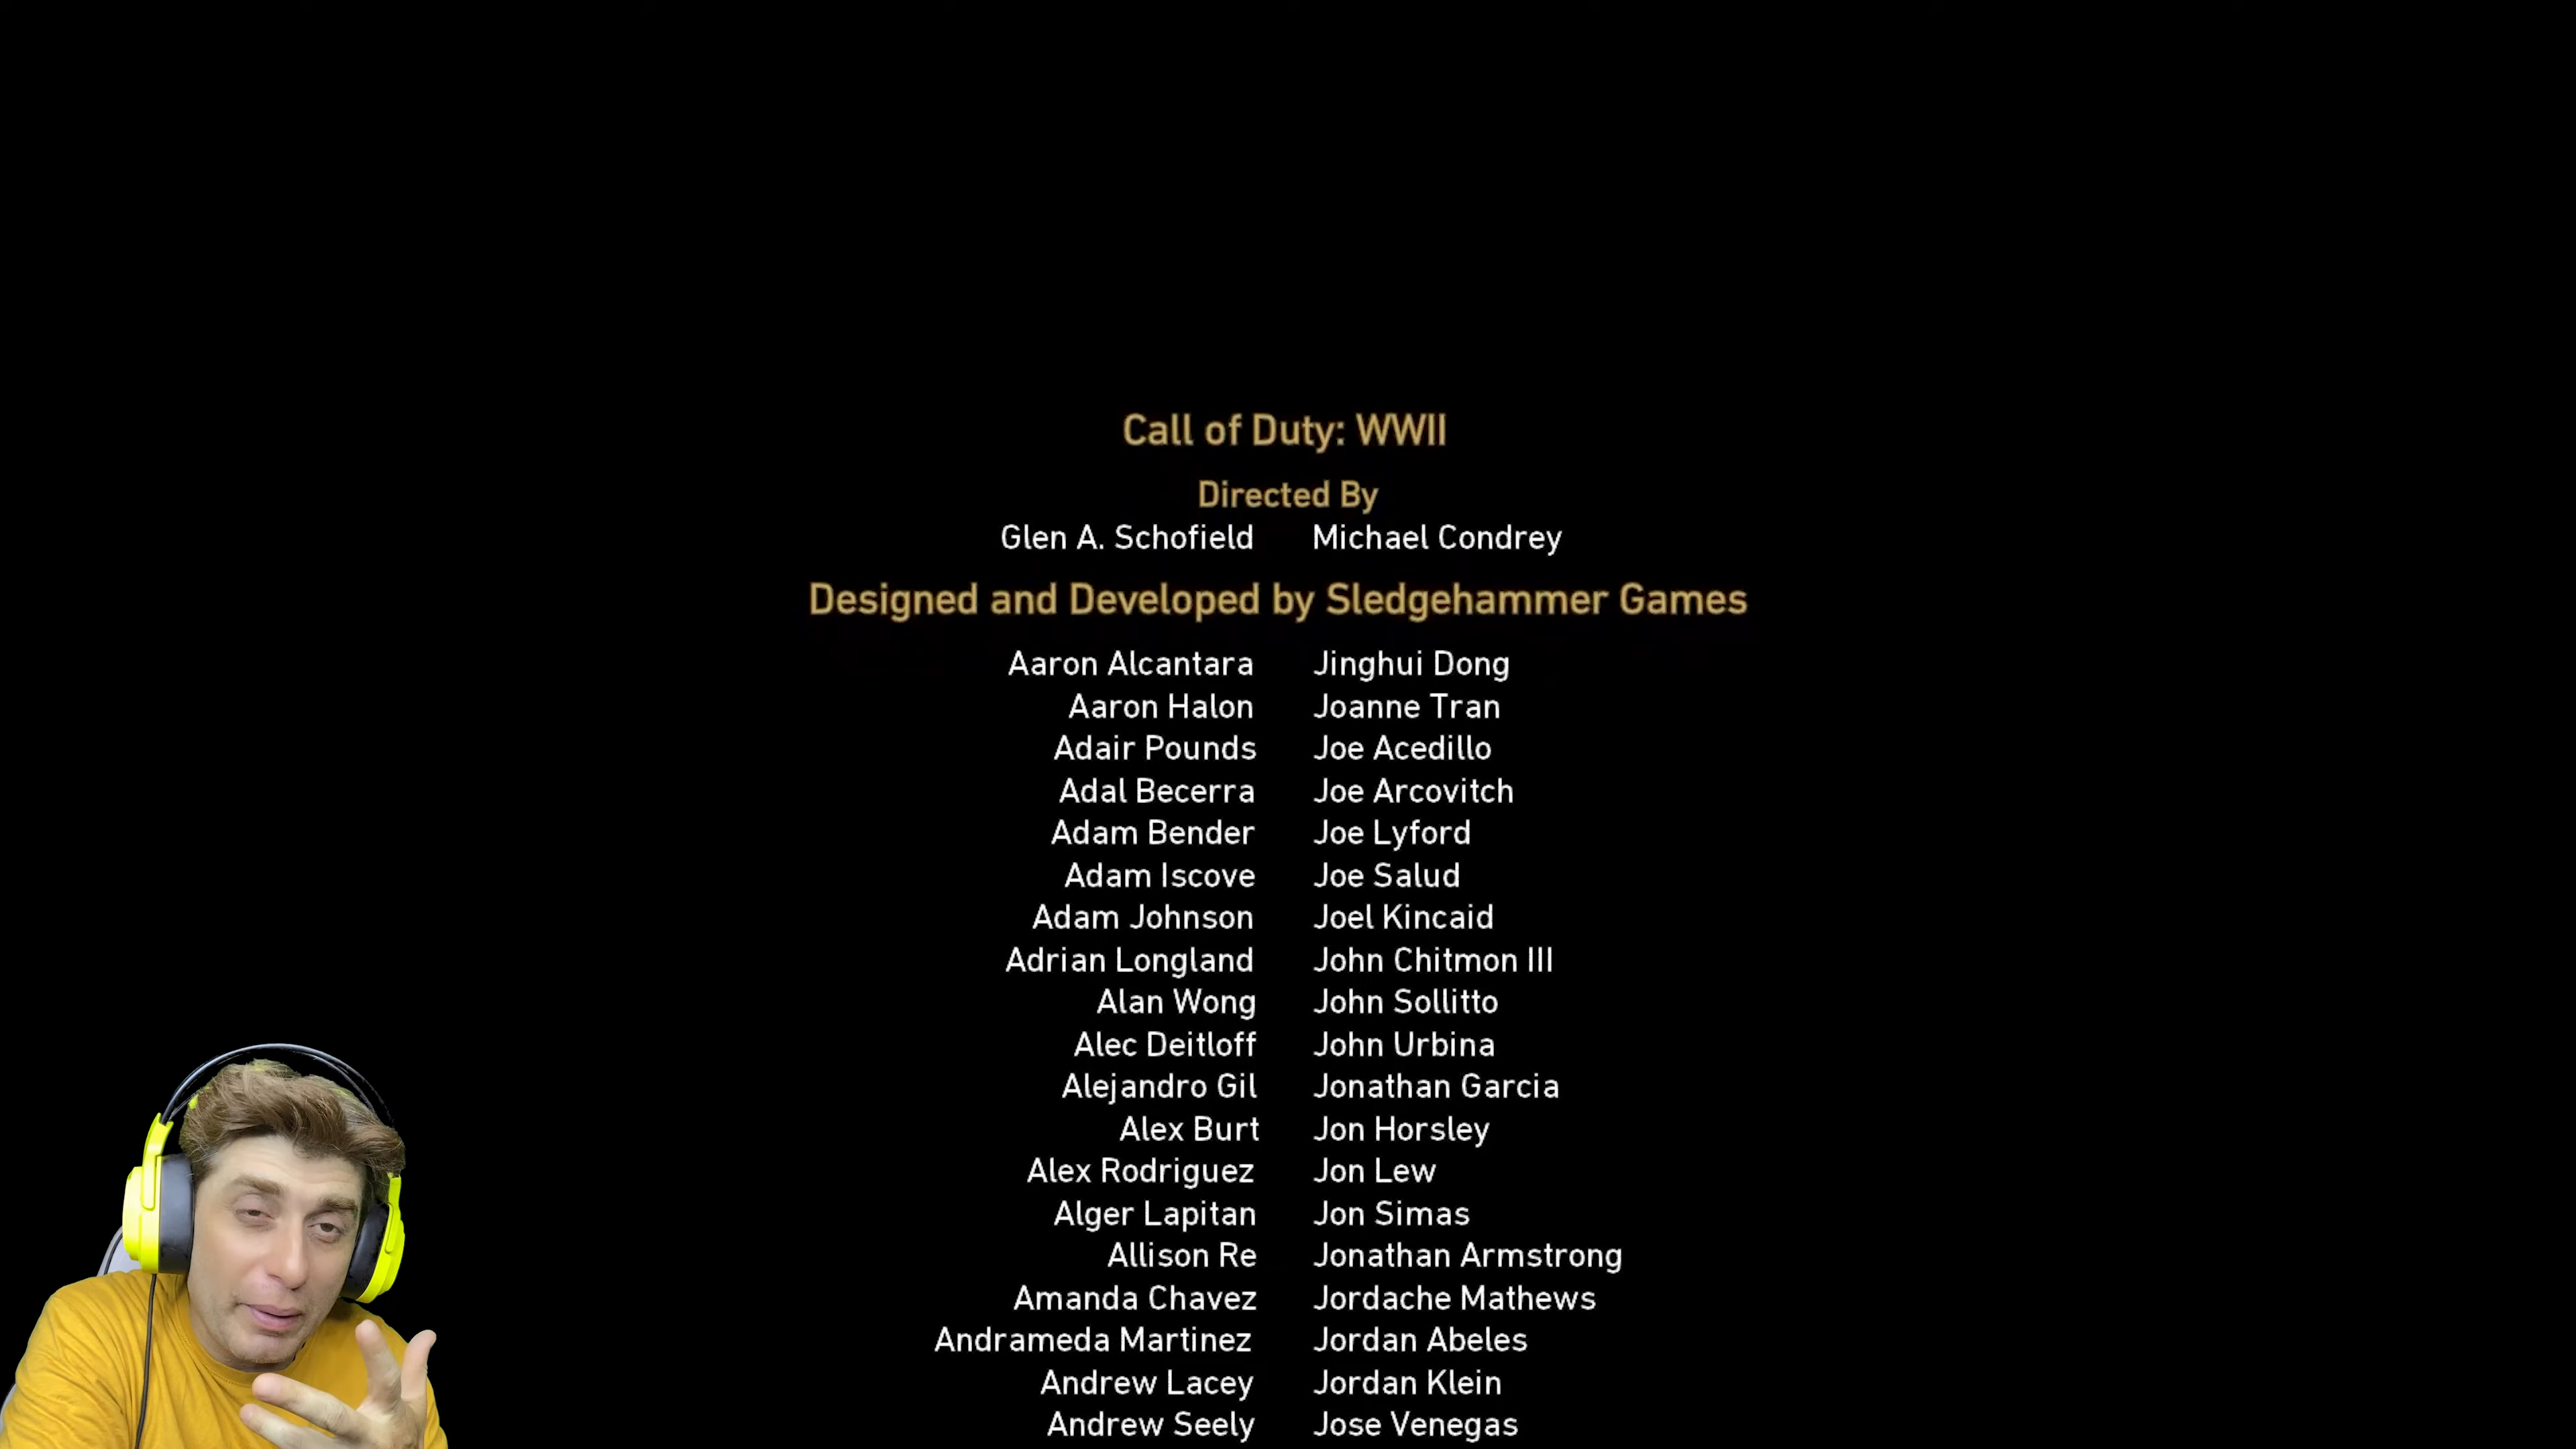 Call of Duty: WWII
Directed By
Glen A. Schofield Michael Condrey
Designed and Developed by Sledgehammer Games
Aaron Alcantara Jinghui Dong
Aaron Halon Joanne Tran
Adair Pounds Joe Acedillo
Adal Becerra Joe Arcovitch
Adam Bender Joe Lyford
Adam Iscove Joe Salud
Adam Johnson Joel Kincaid
Adrian Longland John Chitmon III
Alan Wong John Sollitto
Alec Deitloff John Urbina
Alejandro Gil Jonathan Garcia
Alex Burt Jon Horsley
Alex Rodriguez Jon Lew
Alger Lapitan Jon Simas
Allison Re Jonathan Armstrong
Amanda Chavez Jordache Mathews
Andrameda Martinez Jordan Abeles
Andrew Lacey Jordan Klein
Andrew Seely Jose Venegas